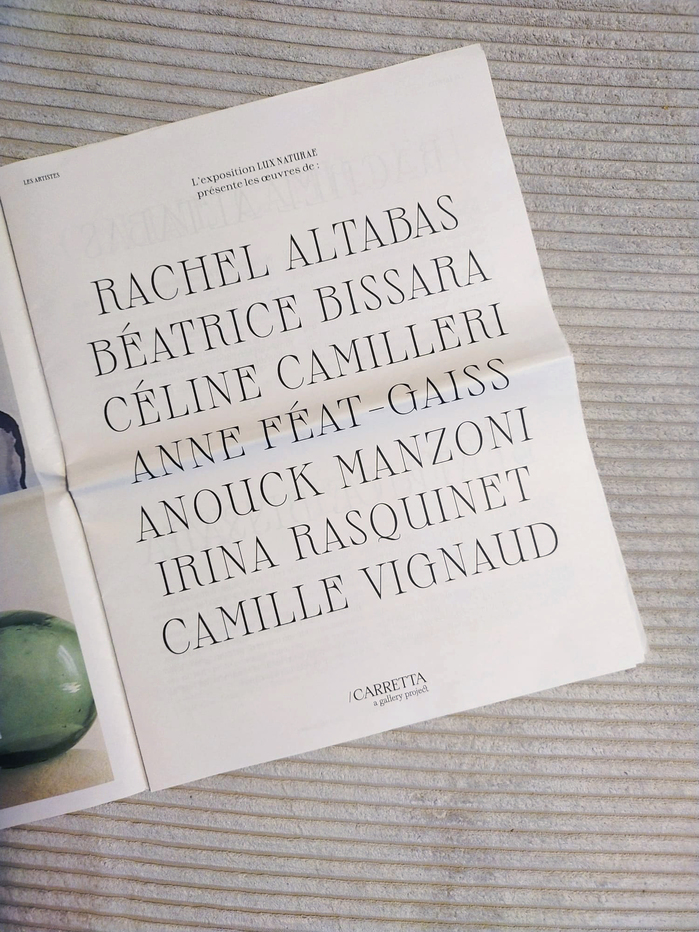 LES ARTISTES
L'exposition LUX NATURAE
présente les œuvres de :
RACHEL ALTABAS
BÉATRICE BISSARA
CÉLINE CAMILLERI
ANNE FÉAT-GAISS
ANOUCK MANZONI
IRINA RASQUINET
CAMILLE VIGNAUD
/CARRETTA
a gallery project